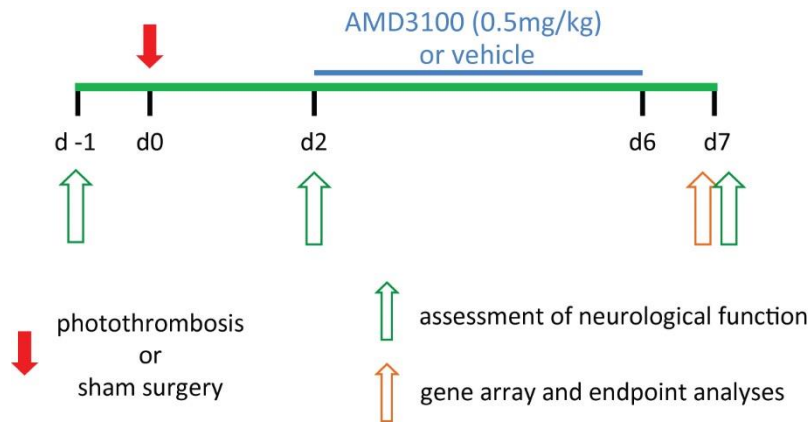 AMD3100 (0.5mg/kg)
or vehicle
d -1
d0
d2
d6
d7
photothrombosis
or
sham surgery
assessment of neurological function
gene array and endpoint analyses